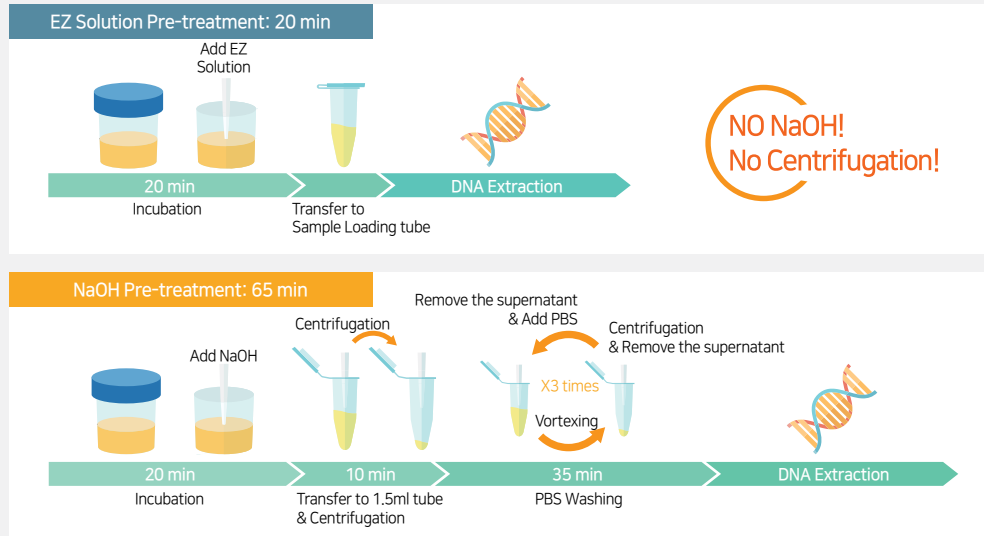 EZ Solution Pre-treatment: 20 min
Add EZ
Solution
NO NaOH!
No Centrifugation!
20 min
DNA Extraction
Incubation
Transfer to
Sample Loading tube
NaOH Pre-treatment: 65 min
Remove the supernatant
& Add PBS
Centrifugation
Centrifugation
& Remove the supernatant
Add NaOH
X3 times
Vortexing
20 min
10 min
35 min
DNA Extraction
Incubation
Transfer to 1.5ml tube
& Centrifugation
PBS Washing